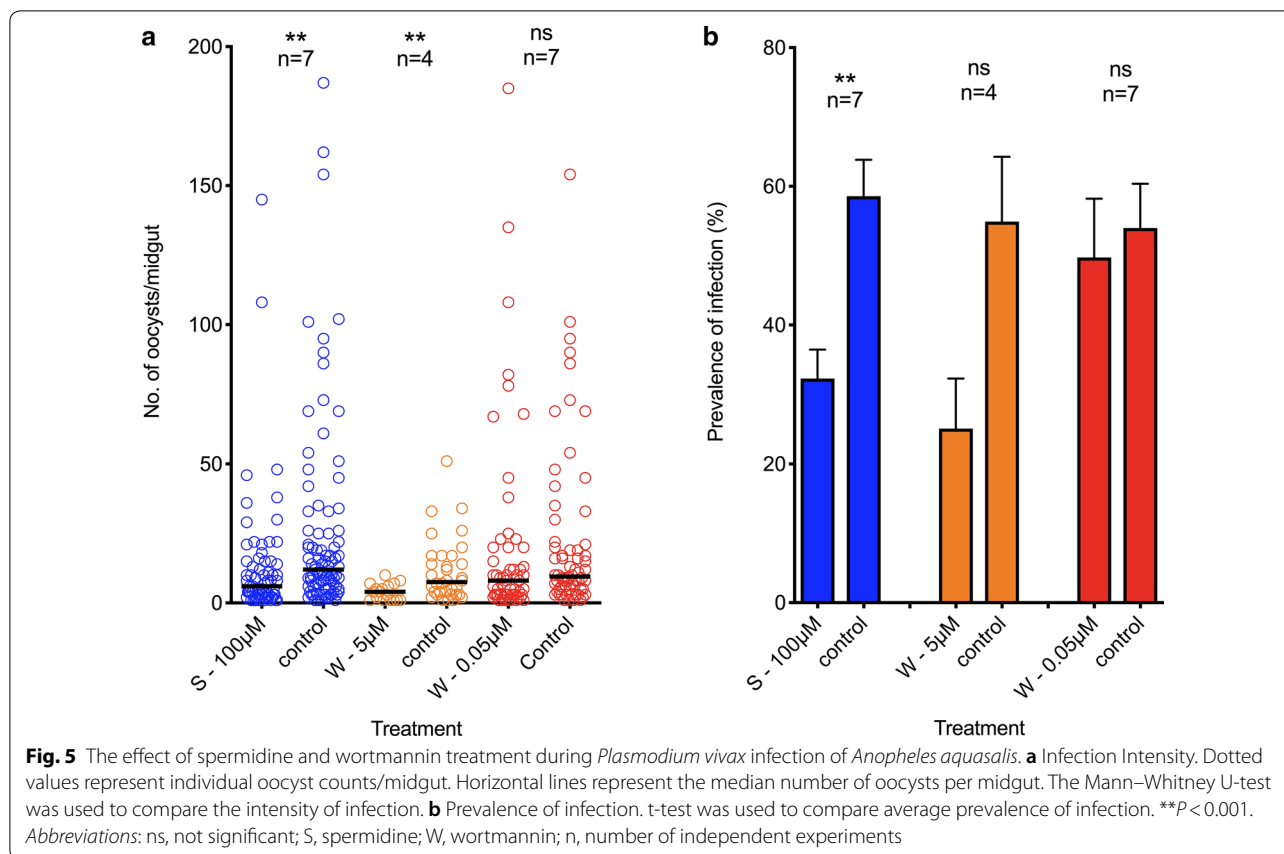 a
b
**
n=7
**
n=4
ns
n=7
**
n=7
ns
n=4
ns
n=7
No. of oocysts/midgut
200
150
100
50
0
S - 100µM
control
W - 5µM
control
W - 0.05µM
Control
Treatment
Prevalence of infection (%)
80
60
40
20
0
S - 100µM
control
W - 5µM
control
W - 0.05µM
control
Treatment
Fig. 5 The effect of spermidine and wortmannin treatment during Plasmodium vivax infection of Anopheles aquasalis. a Infection Intensity. Dotted
values represent individual oocyst counts/midgut. Horizontal lines represent the median number of oocysts per midgut. The Mann–Whitney U-test
was used to compare the intensity of infection. b Prevalence of infection. t-test was used to compare average prevalence of infection. **P < 0.001.
Abbreviations: ns, not significant; S, spermidine; W, wortmannin; n, number of independent experiments